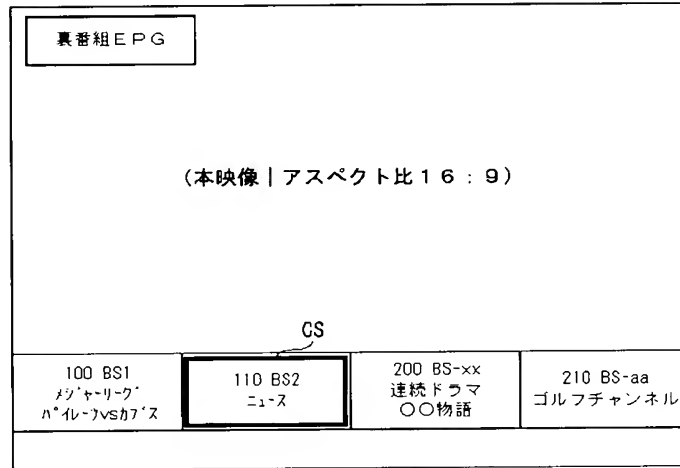 裏番組EPG
(本映像|アスペクト比16:9)
CS
100 BS1
メジャーリーグ
パイレーツvsカブス
110 BS2
ニュース
200 BS-xx
連続ドラマ
〇〇物語
210 BS-aa
ゴルフチャンネル